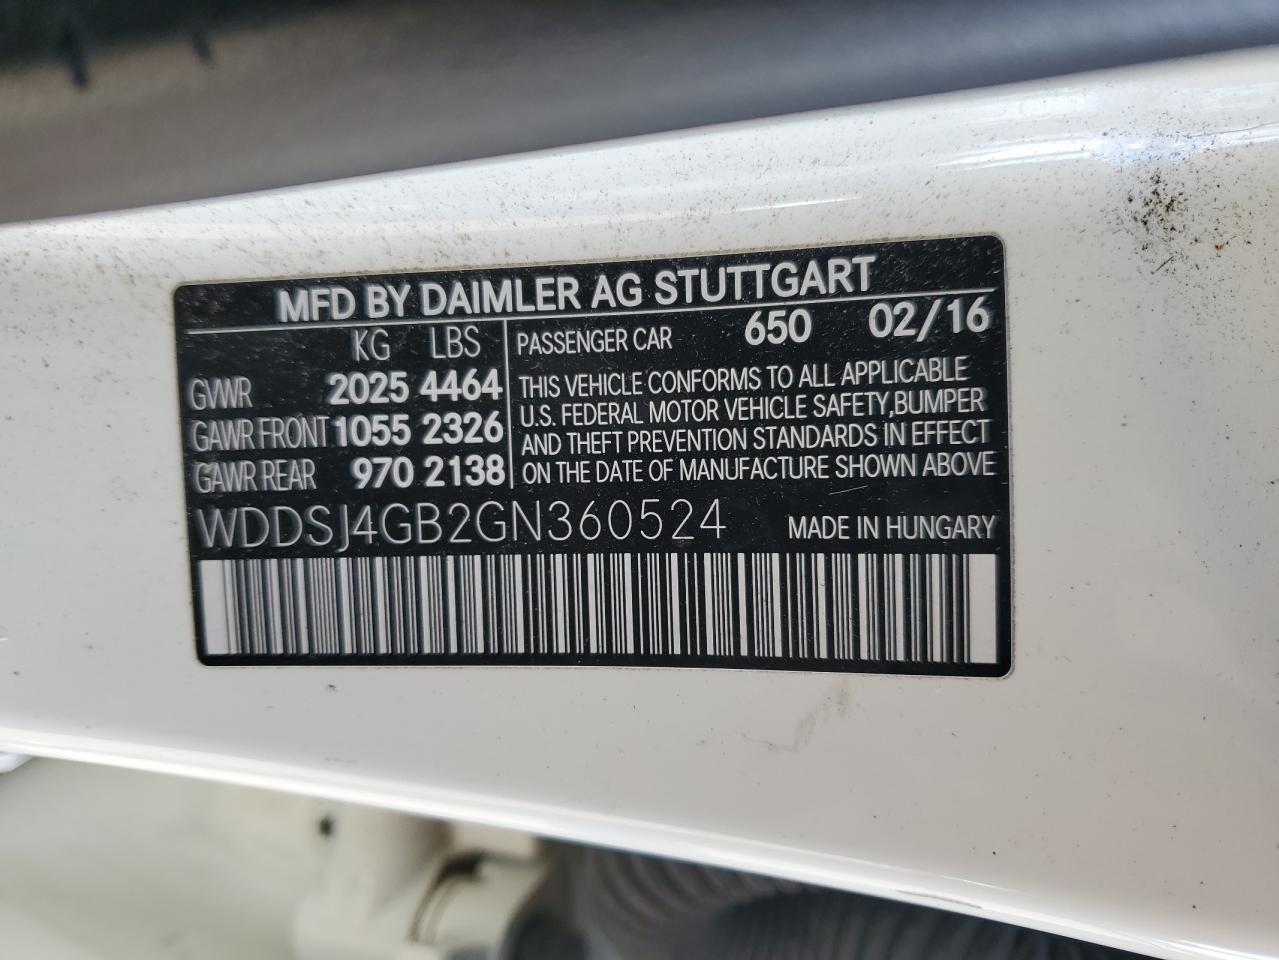 MFD BY DAIMLER AG STUTTGART
KG LBS
GVWR 2025 4464
GAWR FRONT 1055 2326
GAWR REAR 970 2138
PASSENGER CAR 650 02/16
THIS VEHICLE CONFORMS TO ALL APPLICABLE
U.S. FEDERAL MOTOR VEHICLE SAFETY, BUMPER
AND THEFT PREVENTION STANDARDS IN EFFECT
ON THE DATE OF MANUFACTURE SHOWN ABOVE
WDDSJ4GB2GN360524 MADE IN HUNGARY